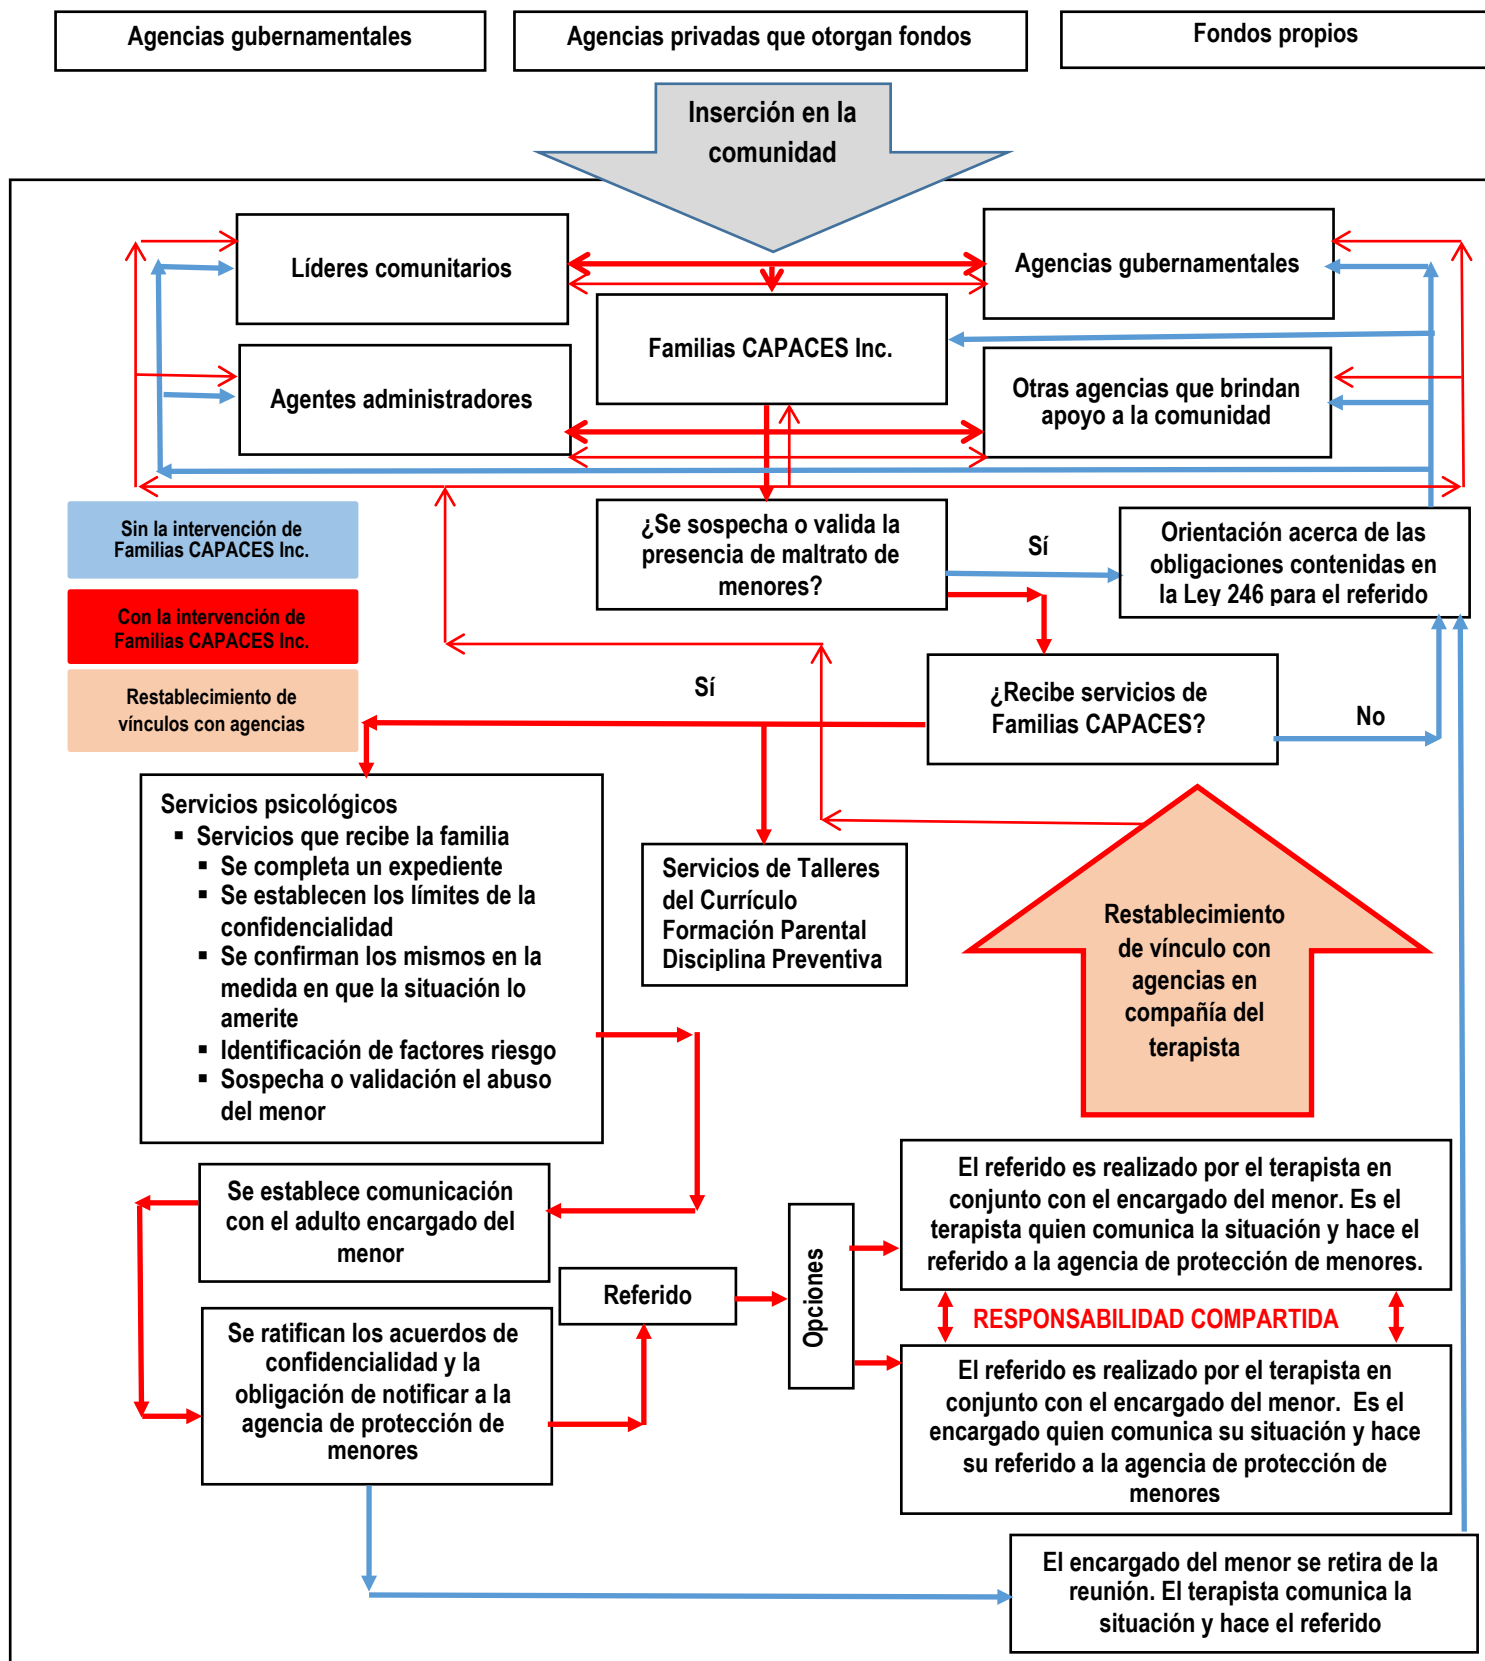 Agencias gubernamentales
Agencias privadas que otorgan fondos
Fondos propios
Inserción en la
comunidad
Líderes comunitarios
Agencias gubernamentales
Familias CAPACES Inc.
Agentes administradores
Otras agencias que brindan
apoyo a la comunidad
Sin la intervención de
Familias CAPACES Inc.
Con la intervención de
Familias CAPACES Inc.
Restablecimiento de
vínculos con agencias
¿Se sospecha o valida la
presencia de maltrato de
menores?
Sí
Orientación acerca de las
obligaciones contenidas en
la Ley 246 para el referido
¿Recibe servicios de
Familias CAPACES?
Sí
No
Servicios psicológicos
▪ Servicios que recibe la familia
▪ Se completa un expediente
▪ Se establecen los límites de la
confidencialidad
▪ Se confirman los mismos en la
medida en que la situación lo
amerite
▪ Identificación de factores riesgo
▪ Sospecha o validación el abuso
del menor
Servicios de Talleres
del Currículo
Formación Parental
Disciplina Preventiva
Restablecimiento
de vínculo con
agencias en
compañía del
terapista
Se establece comunicación
con el adulto encargado del
menor
Se ratifican los acuerdos de
confidencialidad y la
obligación de notificar a la
agencia de protección de
menores
Referido
Opciones
El referido es realizado por el terapista en
conjunto con el encargado del menor. Es el
terapista quien comunica la situación y hace el
referido a la agencia de protección de menores.
RESPONSABILIDAD COMPARTIDA
El referido es realizado por el terapista en
conjunto con el encargado del menor.  Es el
encargado quien comunica su situación y hace
su referido a la agencia de protección de
menores
El encargado del menor se retira de la
reunión. El terapista comunica la
situación y hace el referido